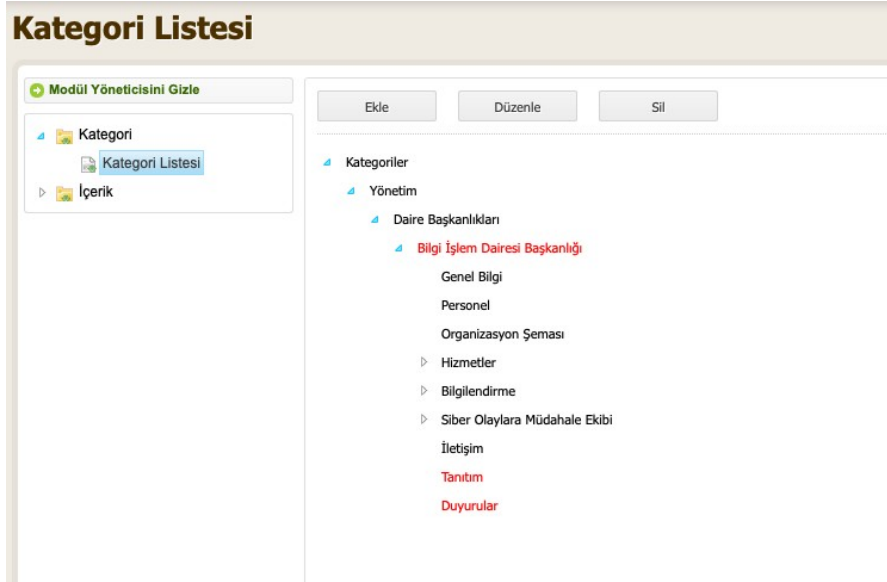 Kategori Listesi
Modül Yöneticisini Gizle
Kategori
Kategori Listesi
İçerik
Ekle Düzenle Sil
Kategoriler
Yönetim
Daire Başkanlıkları
Bilgi İşlem Dairesi Başkanlığı
Genel Bilgi
Personel
Organizasyon Şeması
Hizmetler
Bilgilendirme
Siber Olaylara Müdahale Ekibi
İletişim
Tanıtım
Duyurular